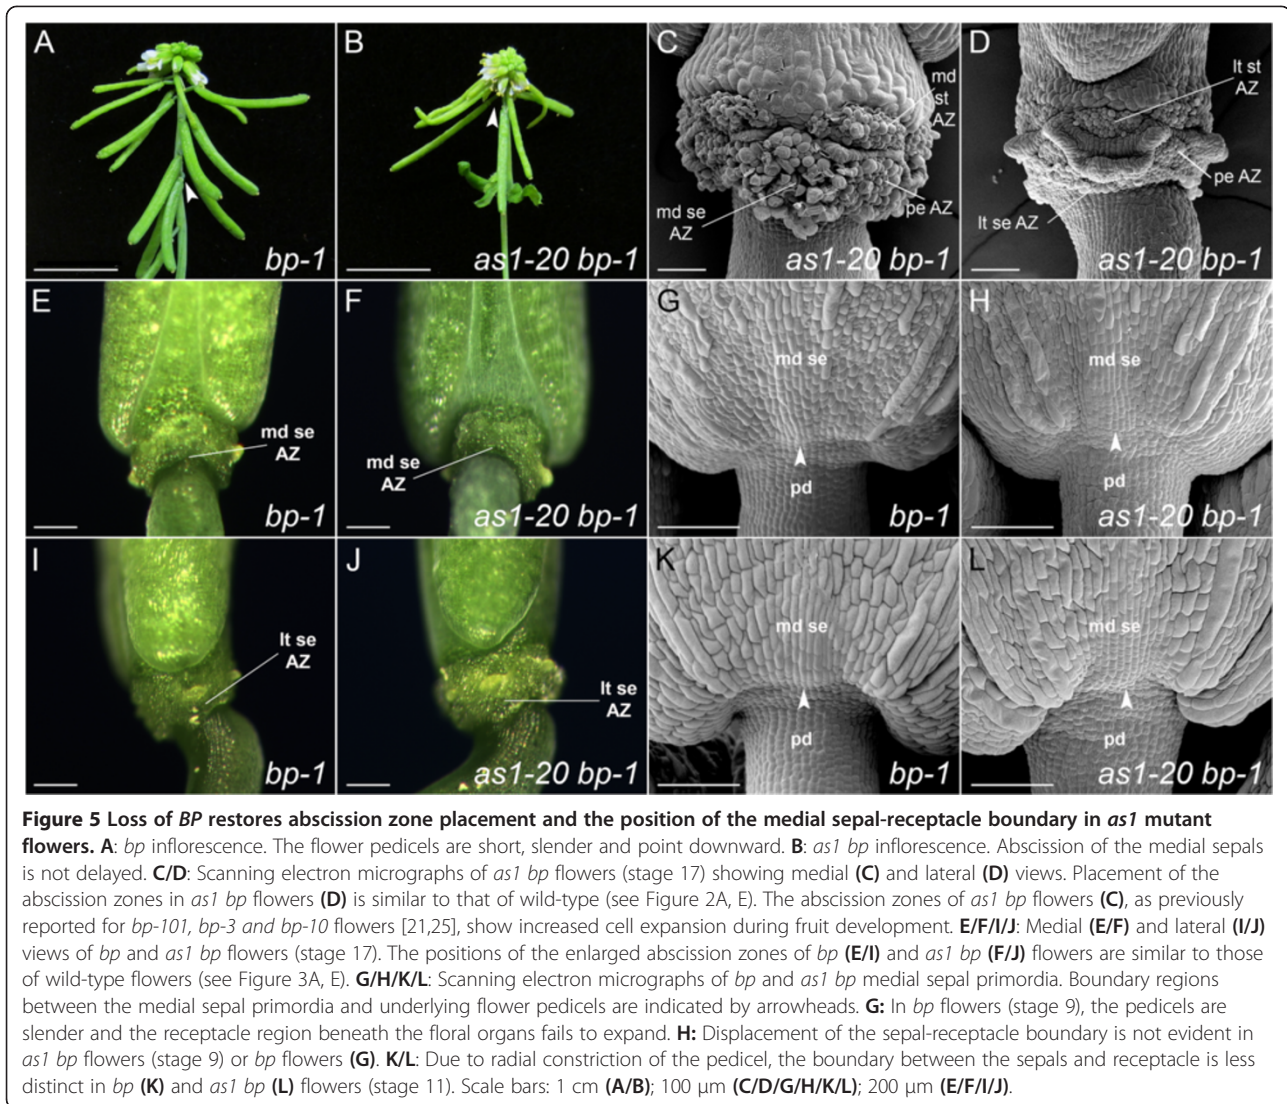 A
B
C
D
md
st
AZ
md se
AZ
pe AZ
lt st
AZ
pe AZ
lt se AZ
bp-1
as1-20 bp-1
as1-20 bp-1
as1-20 bp-1
E
F
G
H
md se
AZ
md se
AZ
md se
pd
md se
pd
bp-1
as1-20 bp-1
bp-1
as1-20 bp-1
I
J
K
L
lt se
AZ
lt se
AZ
md se
pd
md se
pd
bp-1
as1-20 bp-1
bp-1
as1-20 bp-1
Figure 5 Loss of BP restores abscission zone placement and the position of the medial sepal-receptacle boundary in as1 mutant
flowers. A: bp inflorescence. The flower pedicels are short, slender and point downward. B: as1 bp inflorescence. Abscission of the medial sepals
is not delayed. C/D: Scanning electron micrographs of as1 bp flowers (stage 17) showing medial (C) and lateral (D) views. Placement of the
abscission zones in as1 bp flowers (D) is similar to that of wild-type (see Figure 2A, E). The abscission zones of as1 bp flowers (C), as previously
reported for bp-101, bp-3 and bp-10 flowers [21,25], show increased cell expansion during fruit development. E/F/I/J: Medial (E/F) and lateral (I/J)
views of bp and as1 bp flowers (stage 17). The positions of the enlarged abscission zones of bp (E/I) and as1 bp (F/J) flowers are similar to those
of wild-type flowers (see Figure 3A, E). G/H/K/L: Scanning electron micrographs of bp and as1 bp medial sepal primordia. Boundary regions
between the medial sepal primordia and underlying flower pedicels are indicated by arrowheads. G: In bp flowers (stage 9), the pedicels are
slender and the receptacle region beneath the floral organs fails to expand. H: Displacement of the sepal-receptacle boundary is not evident in
as1 bp flowers (stage 9) or bp flowers (G). K/L: Due to radial constriction of the pedicel, the boundary between the sepals and receptacle is less
distinct in bp (K) and as1 bp (L) flowers (stage 11). Scale bars: 1 cm (A/B); 100 μm (C/D/G/H/K/L); 200 μm (E/F/I/J).